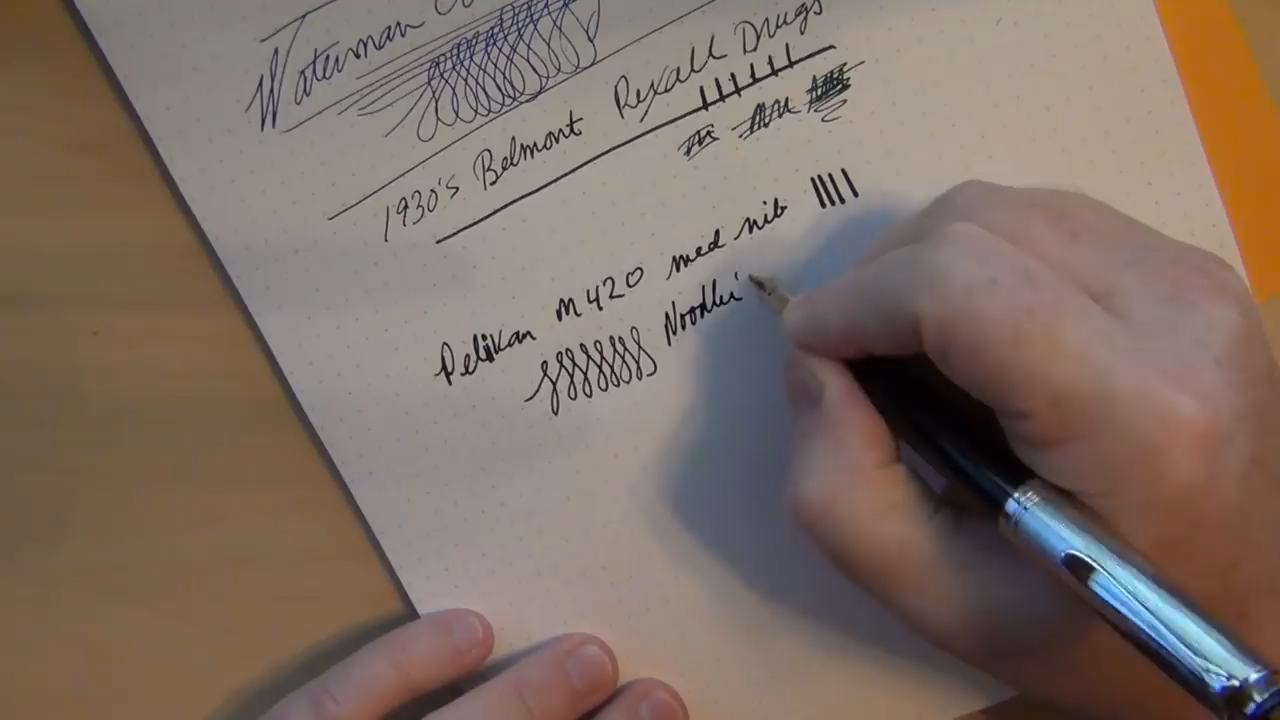 Waterman
1930's Belmont Rexall Drugs
Pelikan M420 med nib
Noodler